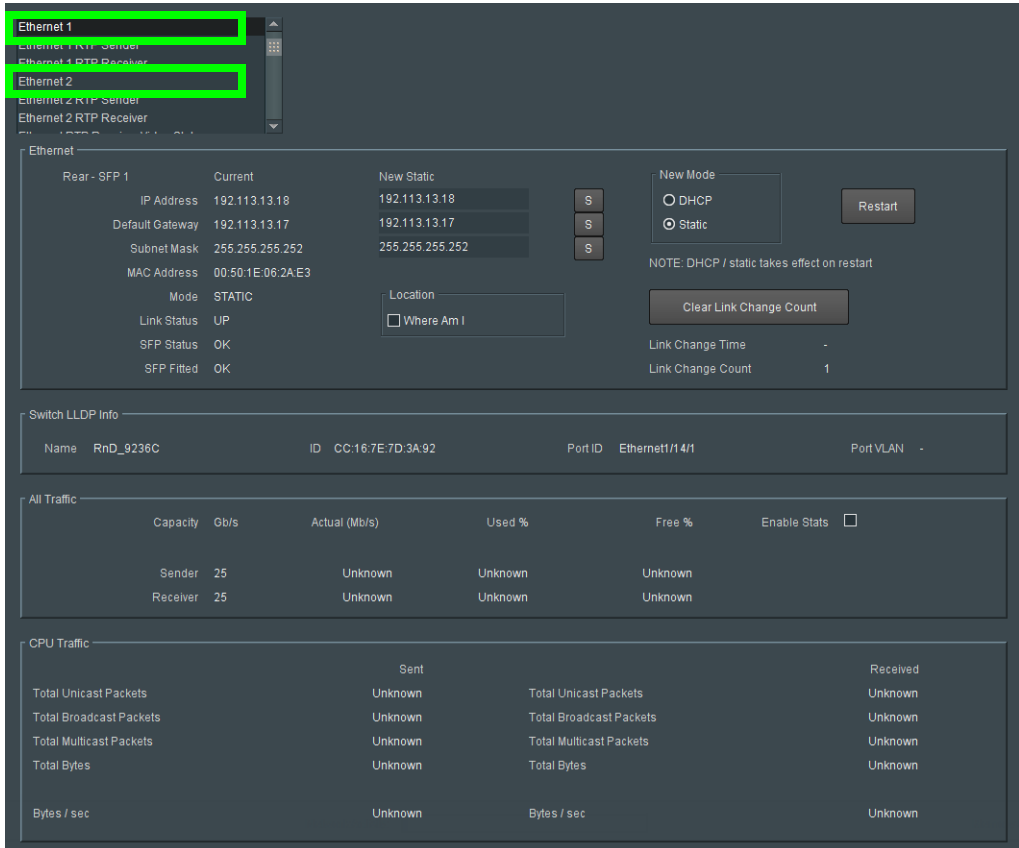 Ethernet 1
Ethernet 1 RTP Sender
Ethernet 1 RTP Receiver
Ethernet 2
Ethernet 2 RTP Sender
Ethernet 2 RTP Receiver
Ethernet
Rear - SFP 1 Current New Static New Mode
IP Address 192.113.13.18 192.113.13.18 S DHCP Restart
Default Gateway 192.113.13.17 192.113.13.17 S Static
Subnet Mask 255.255.255.252 255.255.255.252 S
NOTE: DHCP / static takes effect on restart
MAC Address 00:50:1E:06:2A:E3
Mode STATIC Location Clear Link Change Count
Link Status UP Where Am I
SFP Status OK Link Change Time -
SFP Fitted OK Link Change Count 1
Switch LLDP Info
Name RnD_9236C ID CC:16:7E:7D:3A:92 Port ID Ethernet1/14/1 Port VLAN -
All Traffic
Capacity Gb/s Actual (Mb/s) Used % Free % Enable Stats
Sender 25 Unknown Unknown Unknown
Receiver 25 Unknown Unknown Unknown
CPU Traffic
Sent Received
Total Unicast Packets Unknown Total Unicast Packets Unknown
Total Broadcast Packets Unknown Total Broadcast Packets Unknown
Total Multicast Packets Unknown Total Multicast Packets Unknown
Total Bytes Unknown Total Bytes Unknown
Bytes / sec Unknown Bytes / sec Unknown